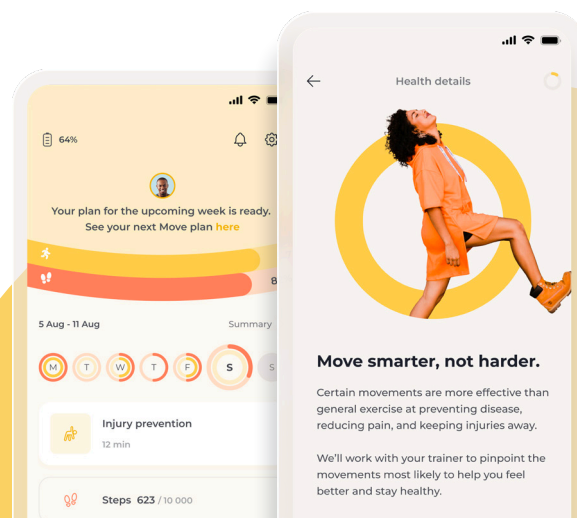 64%
Your plan for the upcoming week is ready.
See your next Move plan here
8
5 Aug - 11 Aug
Summary
M
T
W
T
F
S
S
Injury prevention
12 min
Steps 623 / 10 000
Health details
Move smarter, not harder.
Certain movements are more effective than
general exercise at preventing disease,
reducing pain, and keeping injuries away.
We'll work with your trainer to pinpoint the
movements most likely to help you feel
better and stay healthy.